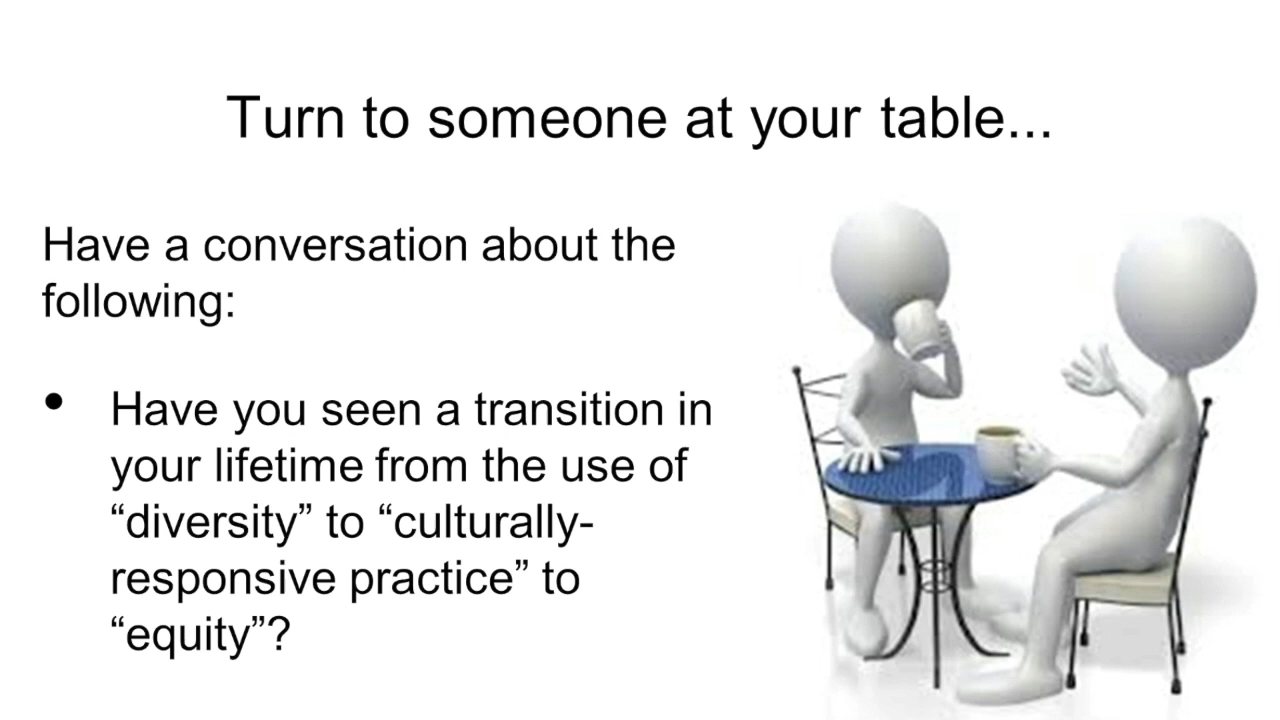 Turn to someone at your table...
Have a conversation about the
following:
• Have you seen a transition in
your lifetime from the use of
“diversity” to “culturally-
responsive practice” to
“equity”?